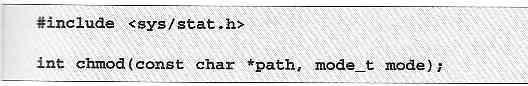 #include <sys/stat.h>
int chmod(const char *path, mode_t mode);